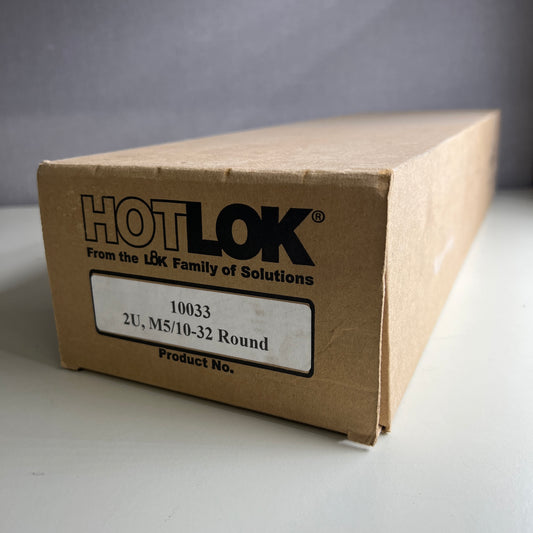 HOTLOK®
From the LOK Family of Solutions
10033
2U, M5/10-32 Round
Product No.